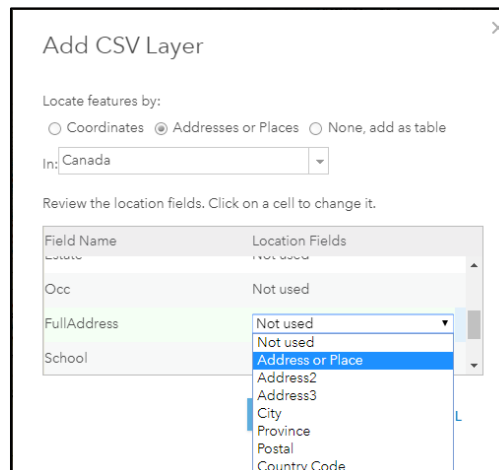 Add CSV Layer
Locate features by:
Coordinates Addresses or Places None, add as table
In: Canada
Review the location fields. Click on a cell to change it.
Field Name Location Fields
Estate Not used
Occ Not used
FullAddress Not used
Not used
School Address or Place
Address2
Address3
City
L
Province
Postal
Country Code